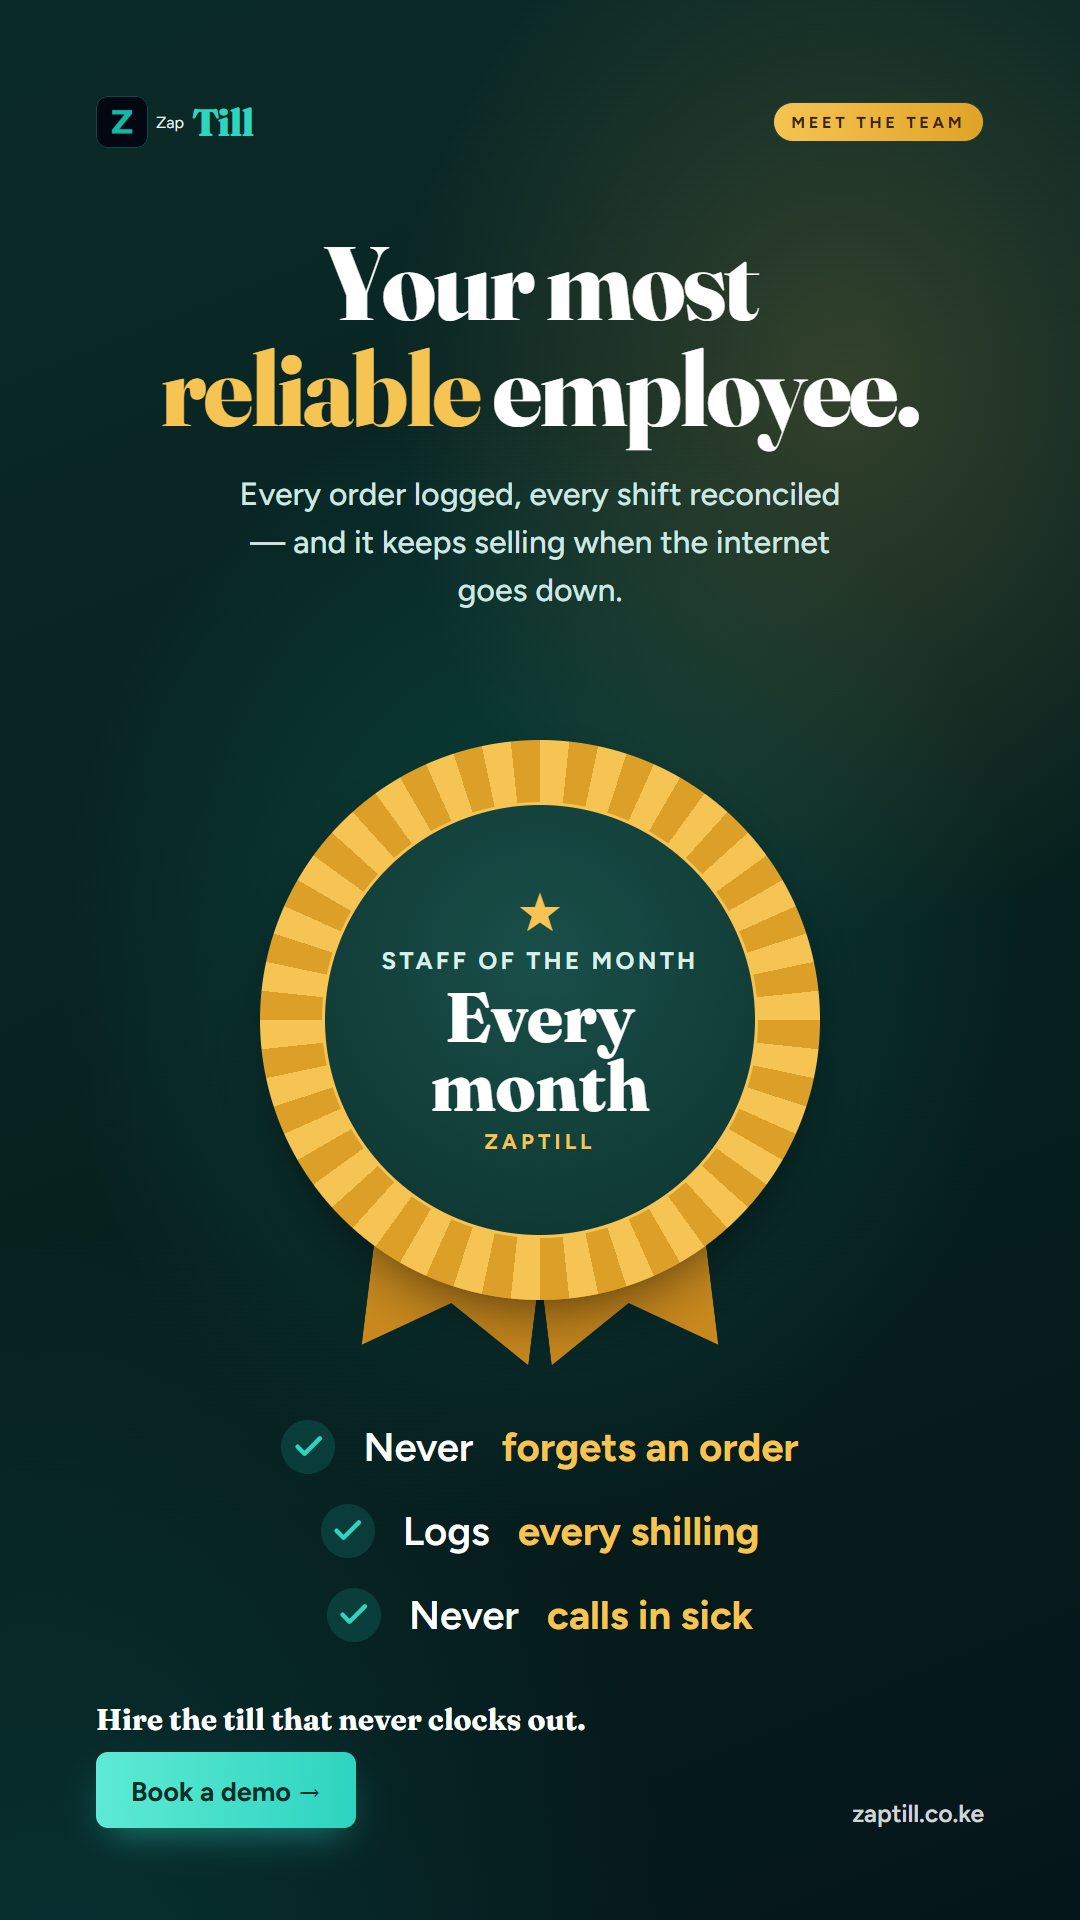 Z Zap Till
MEET THE TEAM
Your most
reliable employee.
Every order logged, every shift reconciled
— and it keeps selling when the internet
goes down.
STAFF OF THE MONTH
Every
month
ZAPTILL
Never forgets an order
Logs every shilling
Never calls in sick
Hire the till that never clocks out.
Book a demo →
zaptill.co.ke